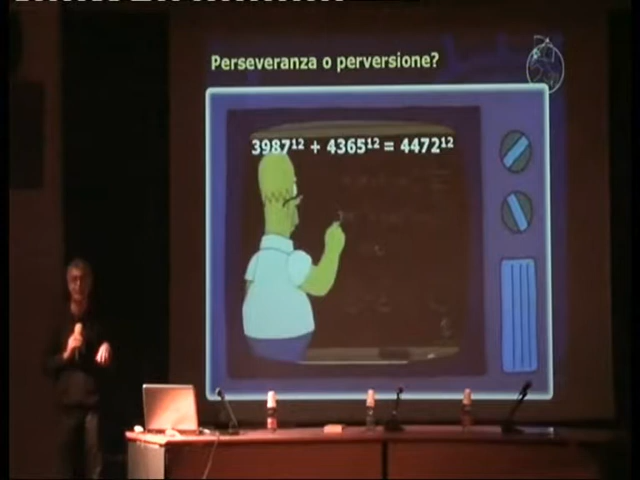 Perseveranza o perversione?
3987¹² + 4365¹² = 4472¹²